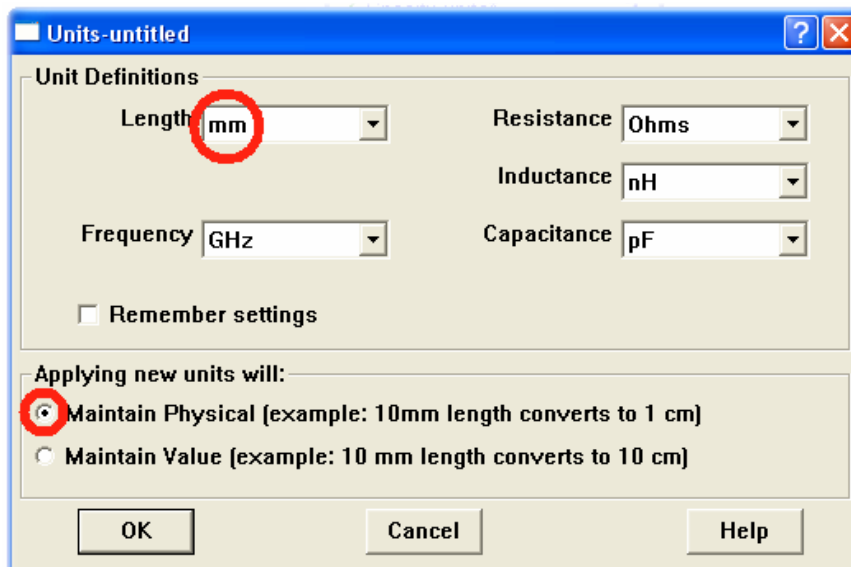 Units-untitled
Unit Definitions
Length mm
Resistance Ohms
Inductance nH
Frequency GHz
Capacitance pF
Remember settings
Applying new units will:
Maintain Physical (example: 10mm length converts to 1 cm)
Maintain Value (example: 10 mm length converts to 10 cm)
OK Cancel Help